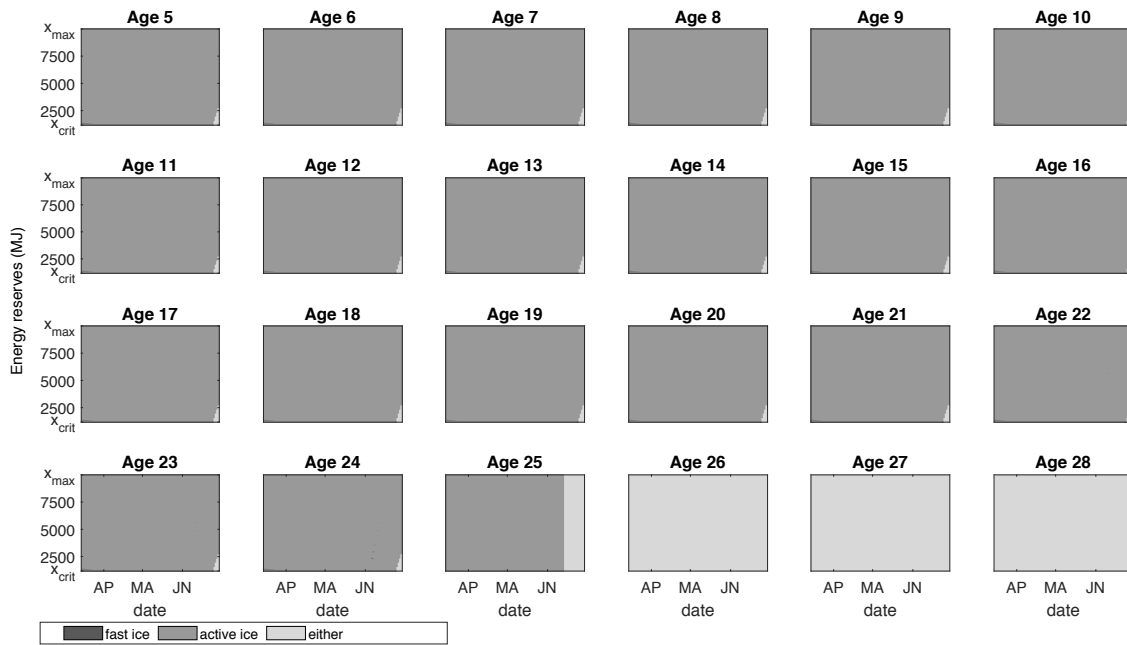 Age 5 Age 6 Age 7 Age 8 Age 9 Age 10
x_max
7500
5000
2500
x_crit
Age 11 Age 12 Age 13 Age 14 Age 15 Age 16
x_max
7500
5000
2500
x_crit
Energy reserves (MJ)
Age 17 Age 18 Age 19 Age 20 Age 21 Age 22
x_max
7500
5000
2500
x_crit
Age 23 Age 24 Age 25 Age 26 Age 27 Age 28
x_max
7500
5000
2500
x_crit
AP MA JN AP MA JN AP MA JN AP MA JN AP MA JN AP MA JN
date date date date date date
fast ice active ice either